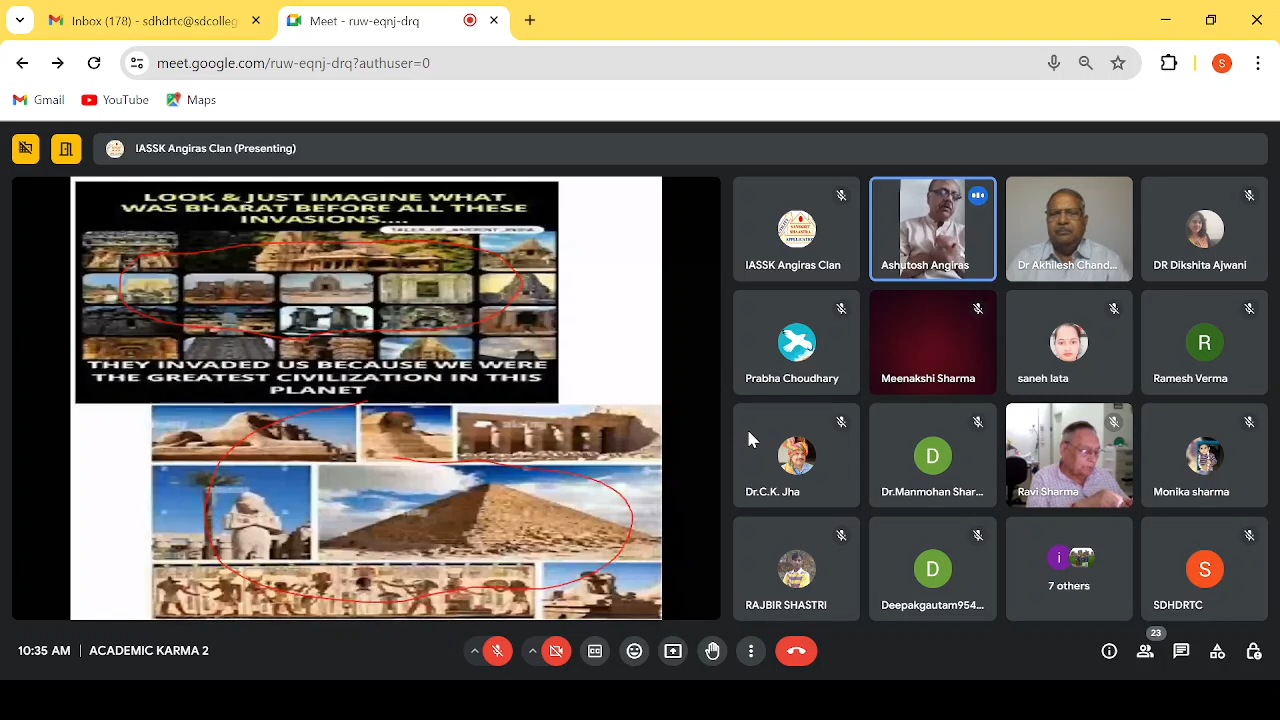 Inbox (178) - sdhdrtc@sdcolleg
Meet - ruw-eqnj-drq
meet.google.com/ruw-eqnj-drq?authuser=0
Gmail
YouTube
Maps
IASSK Angiras Clan (Presenting)
LOOK & JUST IMAGINE WHAT
WAS BHARAT BEFORE ALL THESE
INVASIONS....
TALES_OF_ANCIENT_INDIA
THEY INVADED US BECAUSE WE WERE
THE GREATEST CIVILIZATION IN THIS
PLANET
SANSKRIT
SHAASTRA
APPLICATION
IASSK Angiras Clan
Ashutosh Angiras
Dr Akhilesh Chand...
DR Dikshita Ajwani
Prabha Choudhary
Meenakshi Sharma
saneh lata
R
Ramesh Verma
Dr.C.K. Jha
D
Dr.Manmohan Shar...
Ravi Sharma
Monika sharma
RAJBIR SHASTRI
D
Deepakgautam954...
i
7 others
S
SDHDRTC
10:35 AM
ACADEMIC KARMA 2
23
S